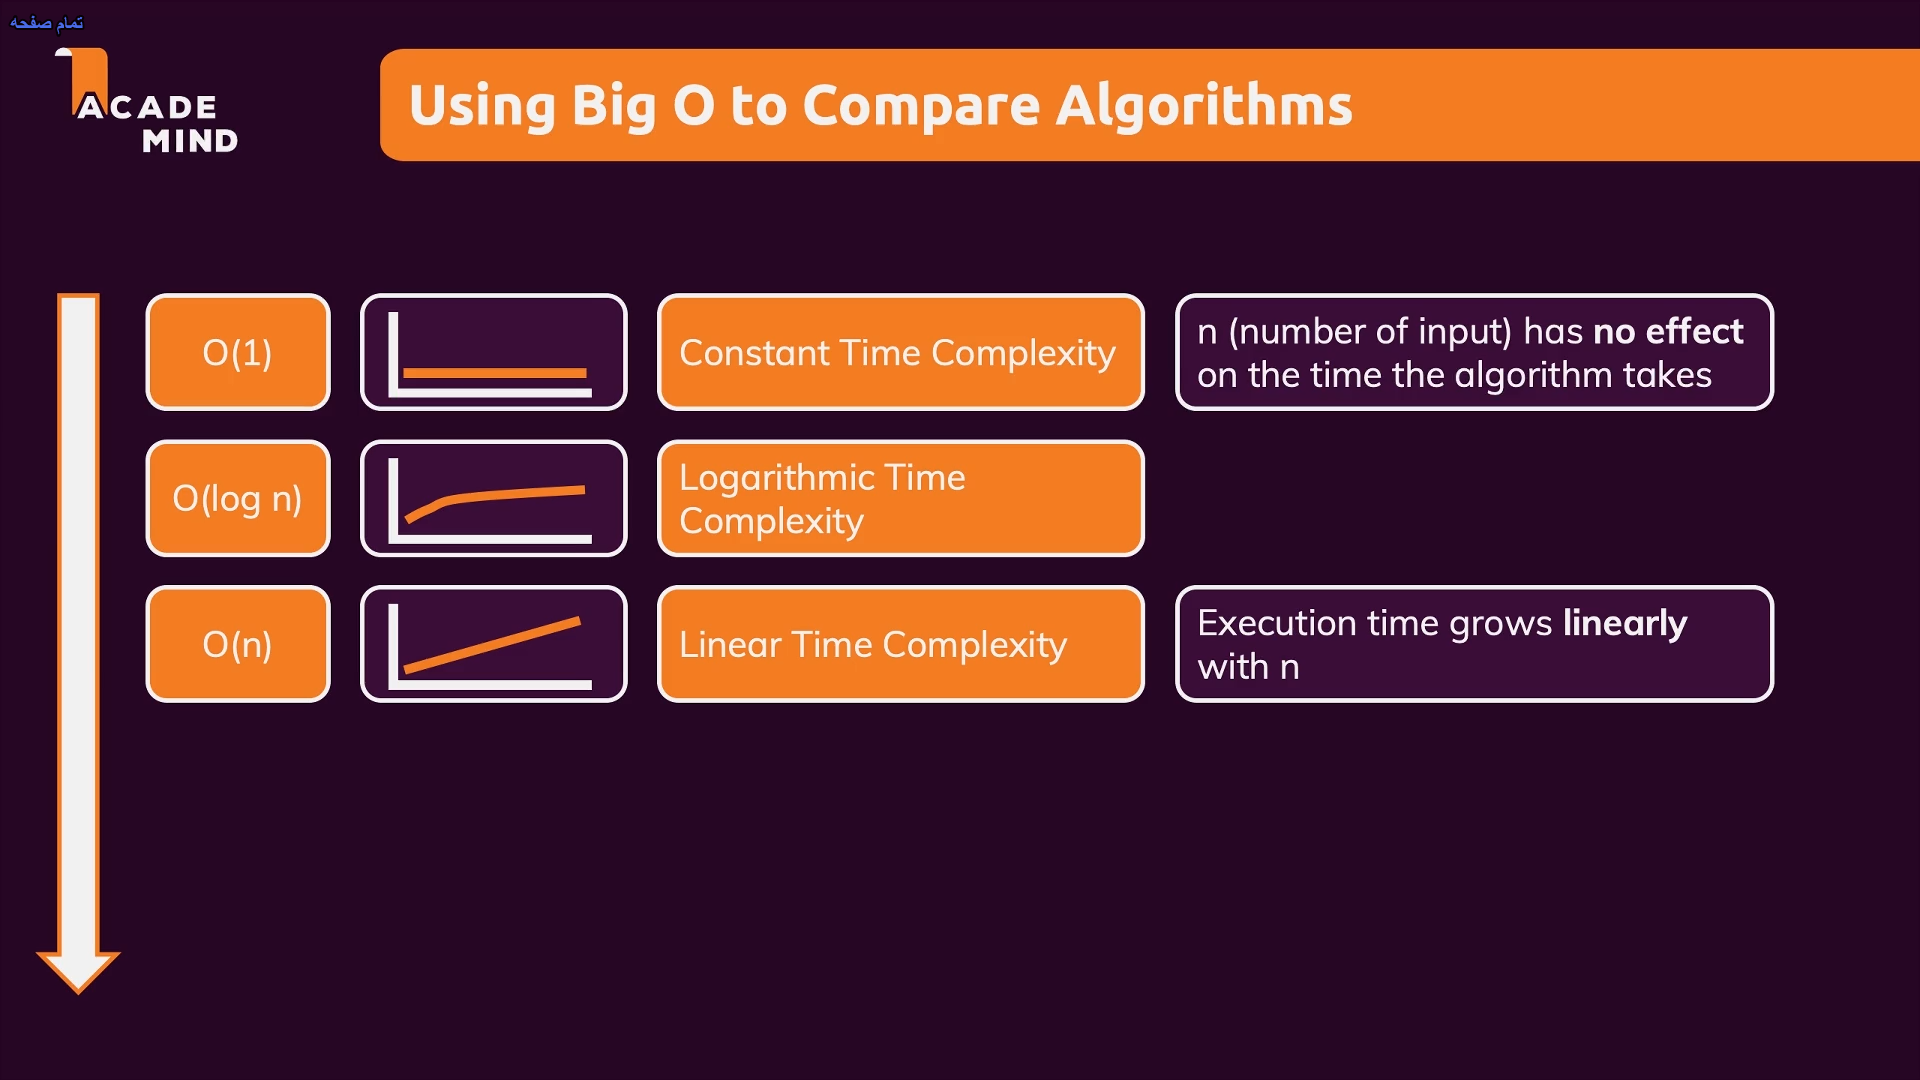 تمام صفحه
ACADE
MIND
Using Big O to Compare Algorithms
O(1)
Constant Time Complexity
n (number of input) has no effect
on the time the algorithm takes
O(log n)
Logarithmic Time
Complexity
O(n)
Linear Time Complexity
Execution time grows linearly
with n